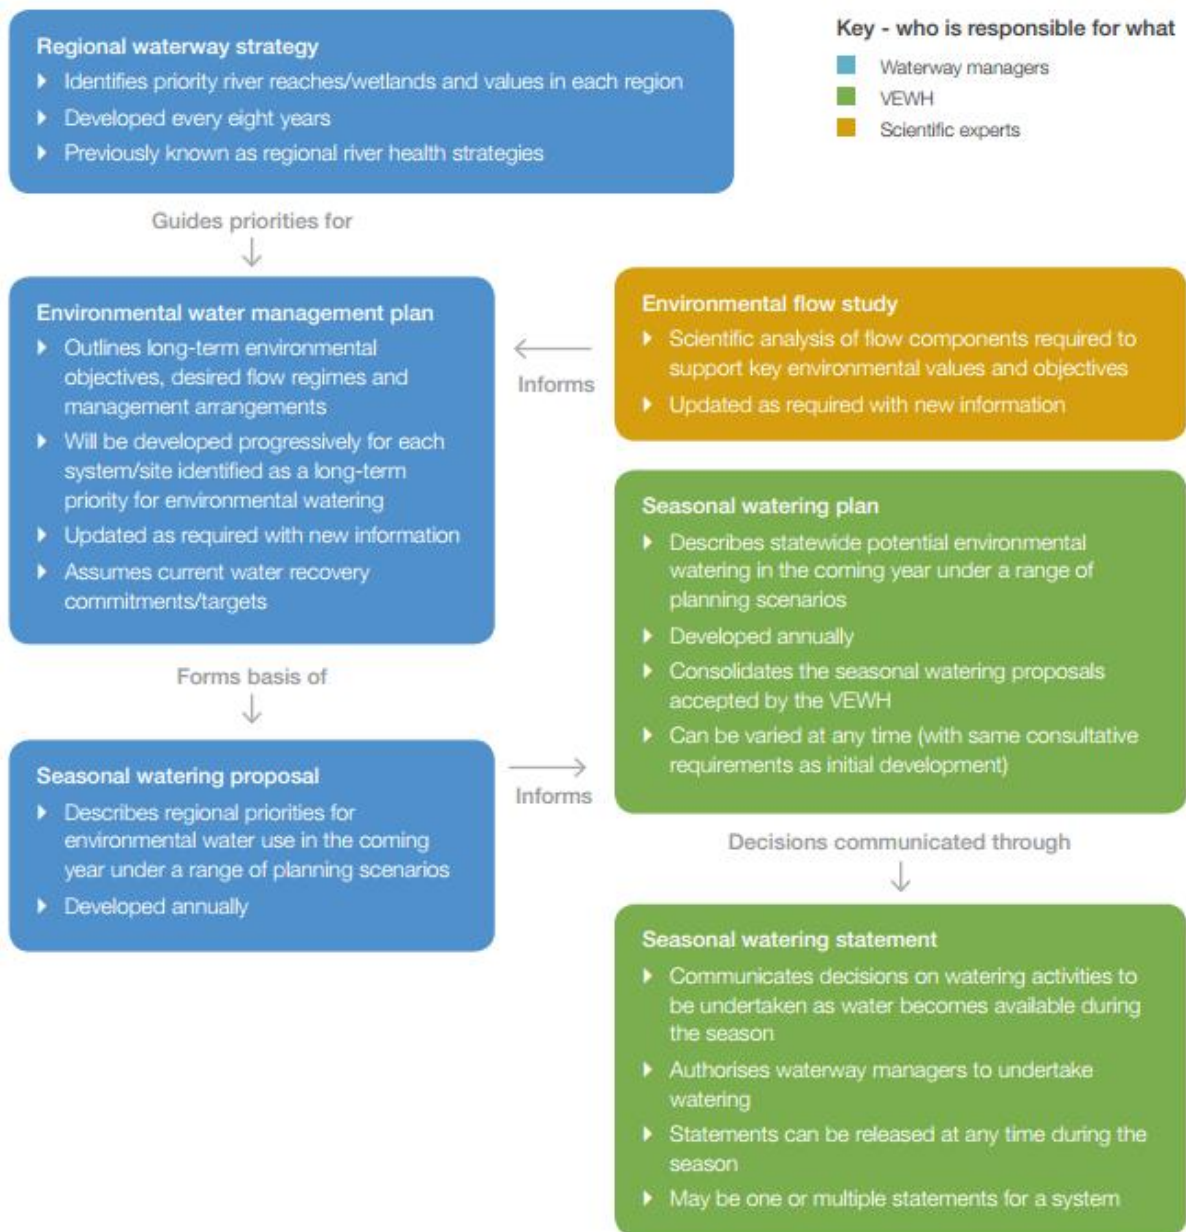 Regional waterway strategy
Identifies priority river reaches/wetlands and values in each region
Developed every eight years
Previously known as regional river health strategies
Key - who is responsible for what
Waterway managers
VEWH
Scientific experts
Guides priorities for
Environmental water management plan
Outlines long-term environmental
objectives, desired flow regimes and
management arrangements
Will be developed progressively for each
system/site identified as a long-term
priority for environmental watering
Updated as required with new information
Assumes current water recovery
commitments/targets
Informs
Environmental flow study
Scientific analysis of flow components required to
support key environmental values and objectives
Updated as required with new information
Forms basis of
Seasonal watering proposal
Describes regional priorities for
environmental water use in the coming
year under a range of planning scenarios
Developed annually
Informs
Seasonal watering plan
Describes statewide potential environmental
watering in the coming year under a range of
planning scenarios
Developed annually
Consolidates the seasonal watering proposals
accepted by the VEWH
Can be varied at any time (with same consultative
requirements as initial development)
Decisions communicated through
Seasonal watering statement
Communicates decisions on watering activities to
be undertaken as water becomes available during
the season
Authorises waterway managers to undertake
watering
Statements can be released at any time during the
season
May be one or multiple statements for a system